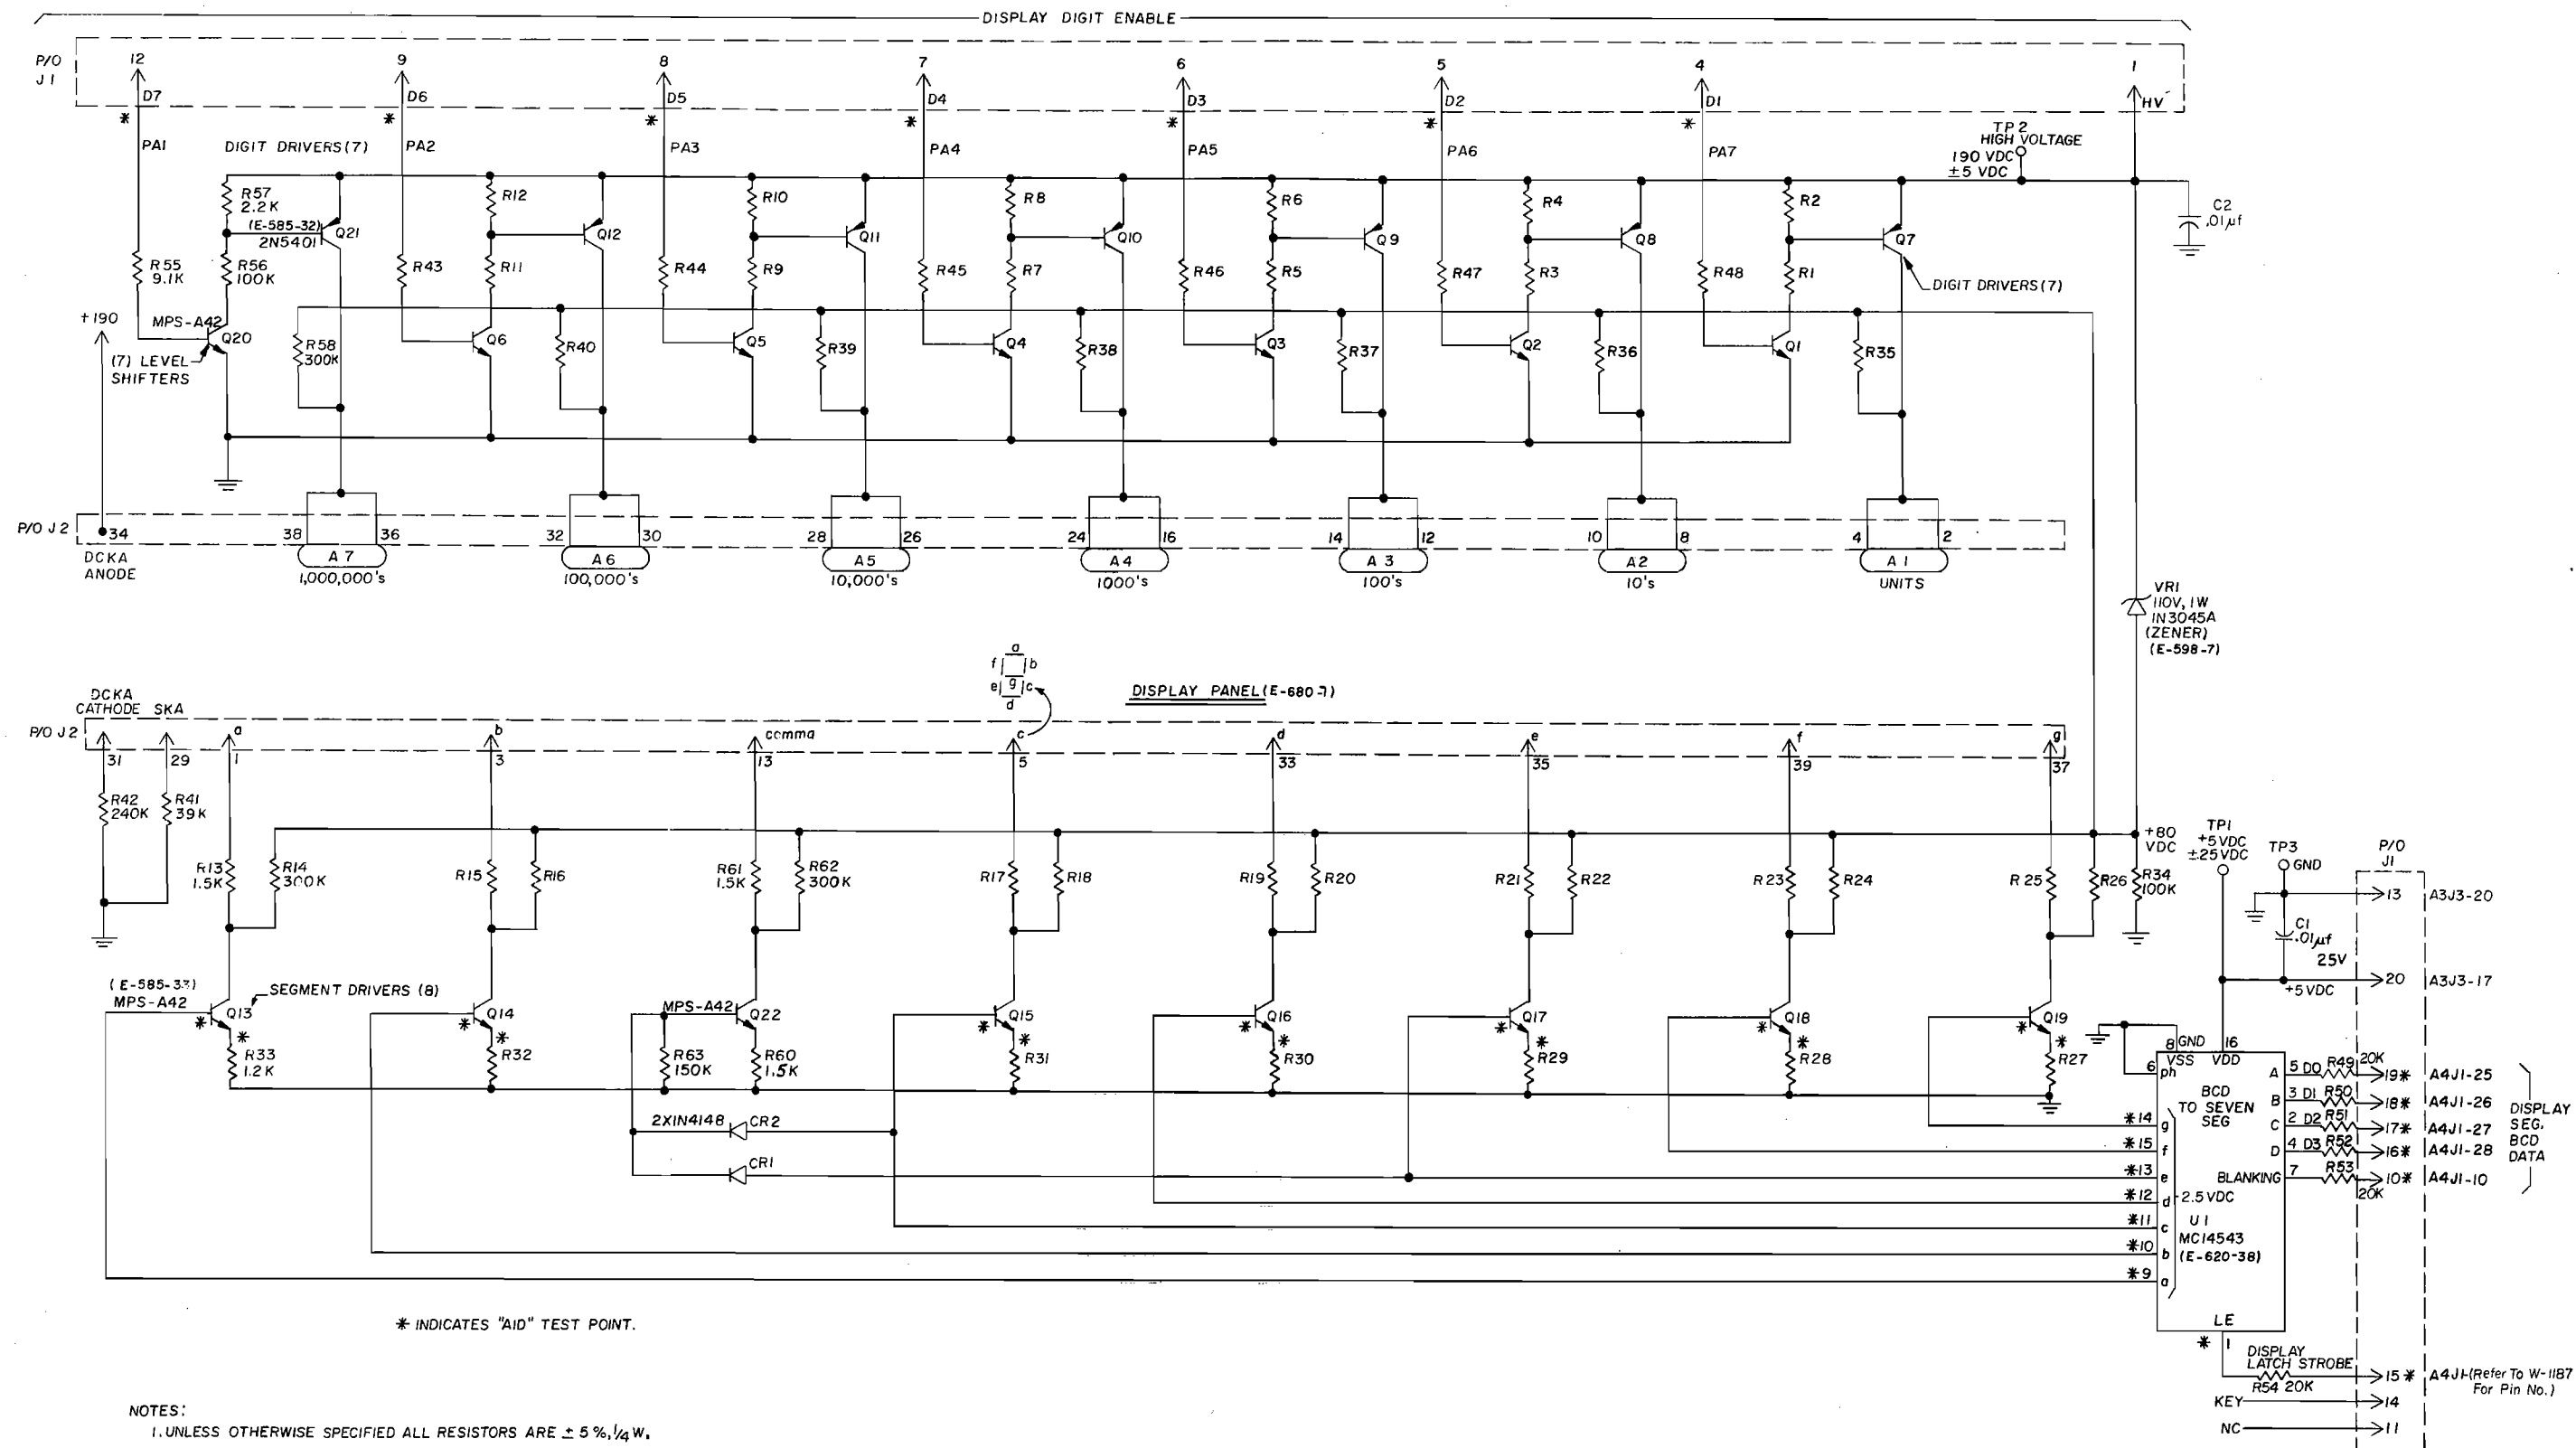 DISPLAY DIGIT ENABLE
P/O
J1
12
9
8
7
6
5
4
1
D7
D6
D5
D4
D3
D2
D1
HV
*
*
*
*
*
*
*
PA1
DIGIT DRIVERS(7)
PA2
PA3
PA4
PA5
PA6
PA7
TP2
HIGH VOLTAGE
190 VDC
±5 VDC
R57
2.2K
R12
R10
R8
R6
R4
R2
C2
.01µf
(E-585-32)
2N5401
Q21
Q12
Q11
Q10
Q9
Q8
Q7
R55
9.1K
R56
100K
R43
R11
R44
R9
R45
R7
R46
R5
R47
R3
R48
R1
DIGIT DRIVERS(7)
+190
MPS-A42
Q20
(7) LEVEL
SHIFTERS
R58
300K
Q6
R40
Q5
R39
Q4
R38
Q3
R37
Q2
R36
Q1
R35
P/O J2
34
38
36
32
30
28
26
24
16
14
12
10
8
4
2
DCKA
ANODE
A7
1,000,000's
A6
100,000's
A5
10,000's
A4
1000's
A3
100's
A2
10's
A1
UNITS
VR1
110V, 1W
IN3045A
(ZENER)
(E-598-7)
a
f b
g
e c
d
DISPLAY PANEL(E-680-7)
DCKA
CATHODE SKA
P/O J2
a
b
comma
c
d
e
f
g
31
29
1
3
13
5
33
35
39
37
R42
240K
R41
39K
R13
1.5K
R14
300K
R15
R16
R61
1.5K
R62
300K
R17
R18
R19
R20
R21
R22
R23
R24
R25
R26
R34
100K
+80
VDC
TP1
+5VDC
±.25VDC
TP3
GND
P/O
J1
13
A3J3-20
C1
.01µf
25V
20
A3J3-17
+5VDC
(E-585-33)
MPS-A42
SEGMENT DRIVERS (8)
Q13
*
*
Q14
*
*
MPS-A42
Q22
Q15
*
*
Q16
*
*
Q17
*
*
Q18
*
*
Q19
*
*
R33
1.2K
R32
R63
150K
R60
1.5K
R31
R30
R29
R28
R27
2XIN4148
CR2
CR1
8 GND 16
VSS VDD
6
ph
BCD
TO SEVEN
SEG
A 5 D0 R49 20K 19* A4J1-25
B 3 D1 R50 18* A4J1-26
C 2 D2 R51 17* A4J1-27
D 4 D3 R52 16* A4J1-28
BLANKING 7 R53 20K 10* A4J1-10
DISPLAY
SEG.
BCD
DATA
*14 g
*15 f
*13 e
*12 d
2.5VDC
*11 c
*10 b
*9 a
U1
MC14543
(E-620-38)
LE
* 1
DISPLAY
LATCH STROBE
R54 20K
15* A4J1-(Refer To W-1187
For Pin No.)
KEY 14
NC 11
* INDICATES "AID" TEST POINT.
NOTES:
1. UNLESS OTHERWISE SPECIFIED ALL RESISTORS ARE ± 5%, 1/4 W.